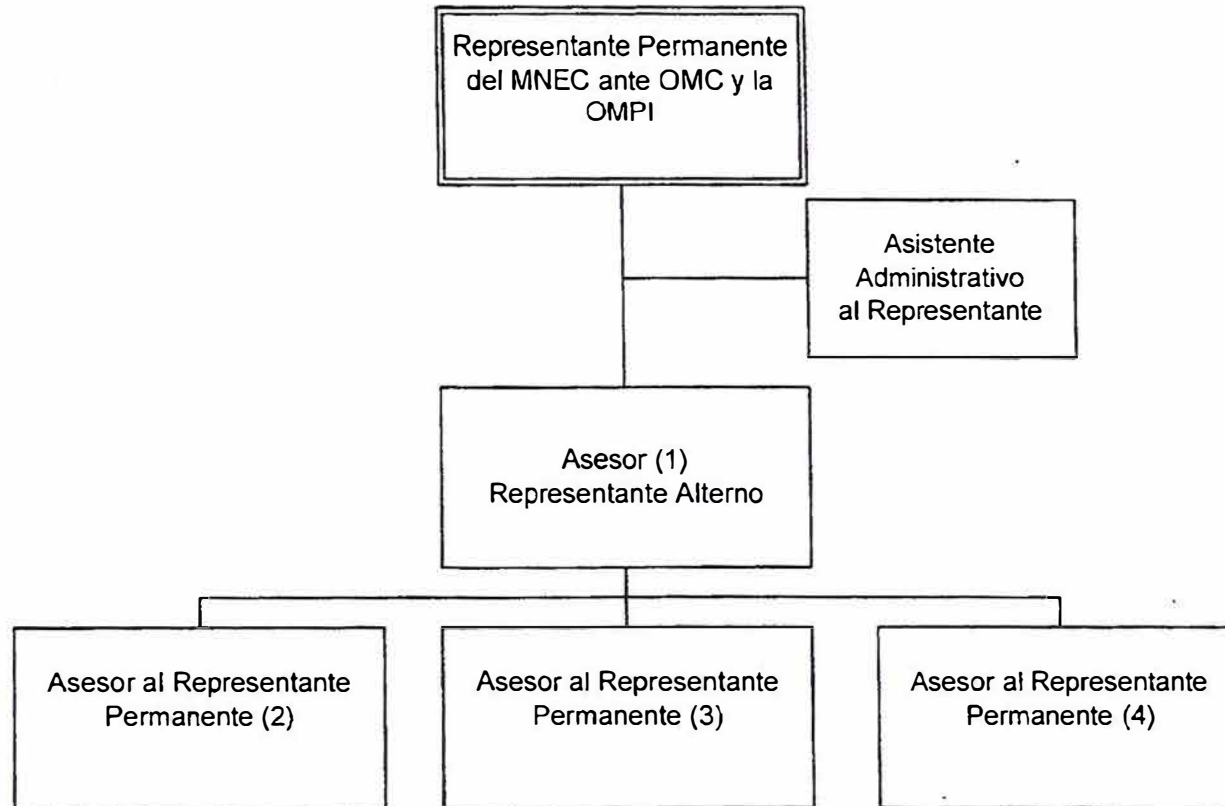 Representante Permanente
del MNEC ante OMC y la
OMPI
Asistente
Administrativo
al Representante
Asesor (1)
Representante Alterno
Asesor al Representante
Permanente (2)
Asesor al Representante
Permanente (3)
Asesor al Representante
Permanente (4)